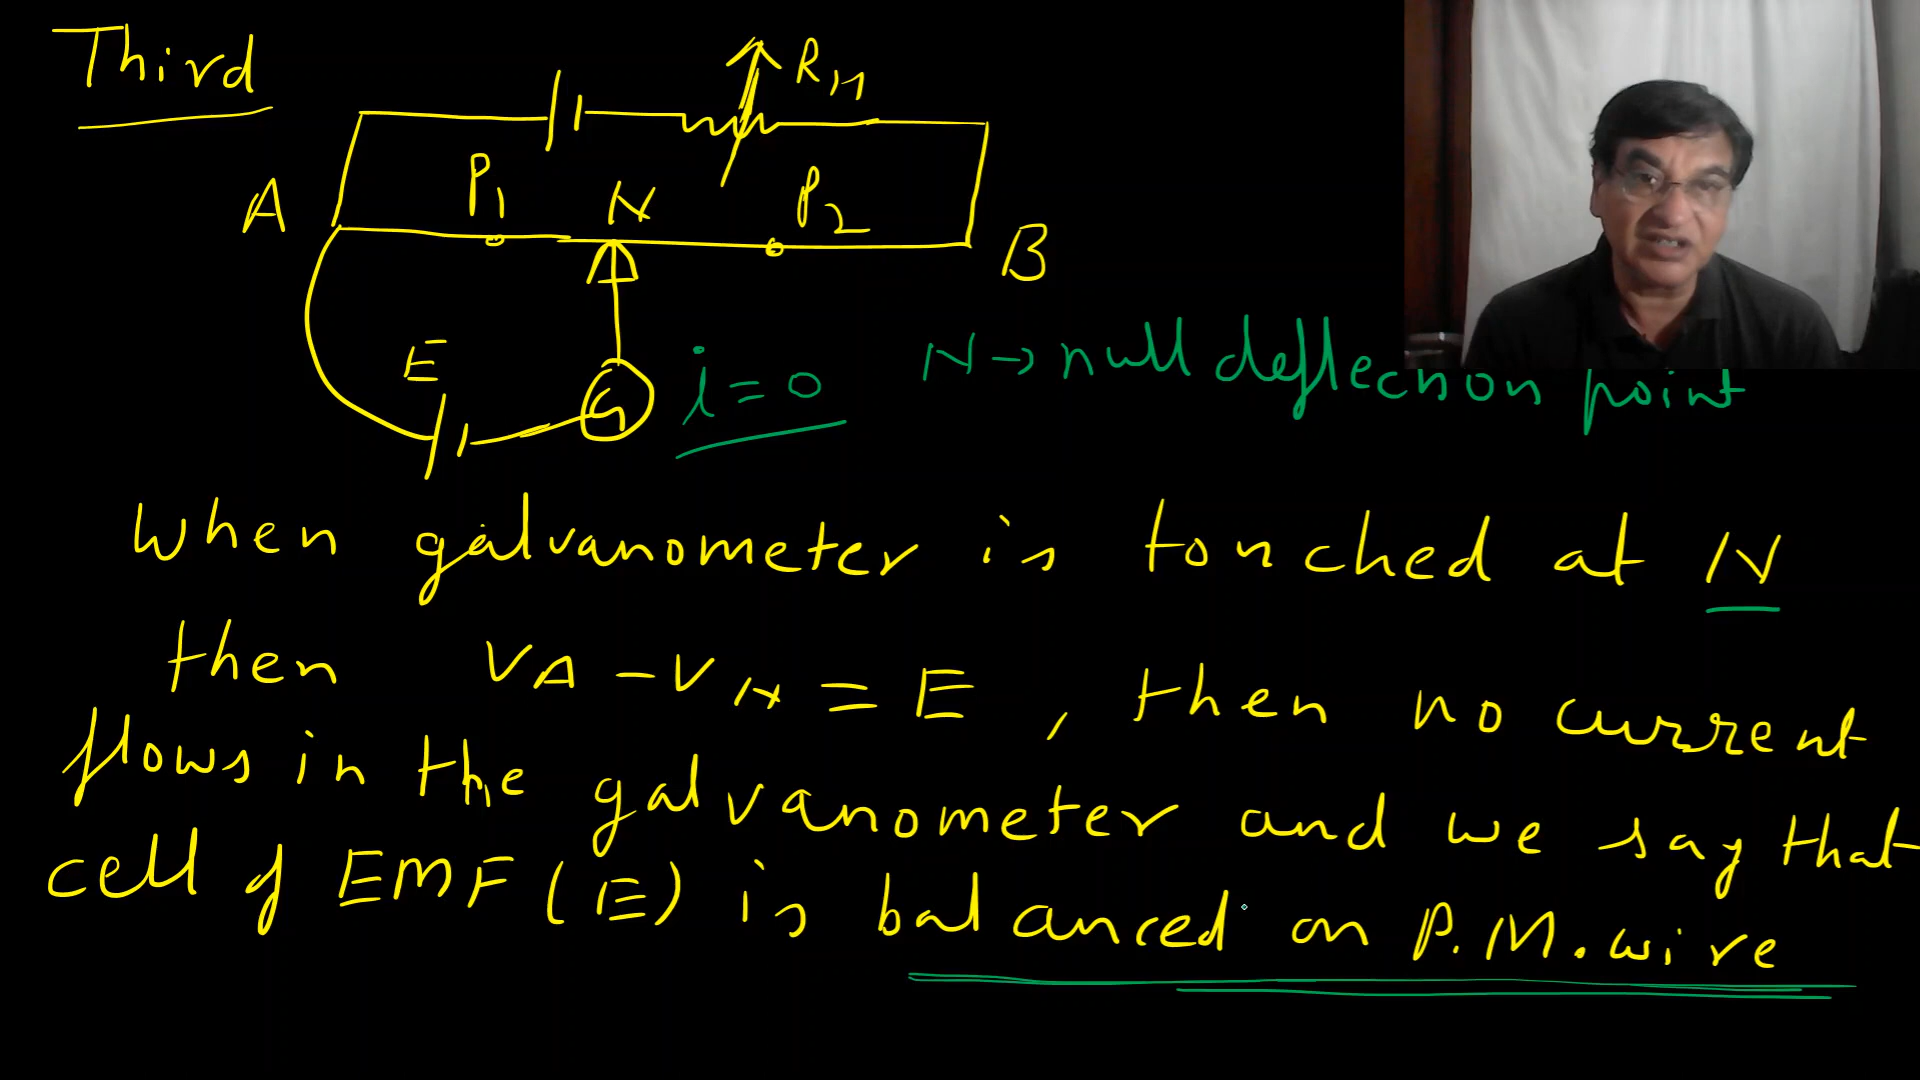 Third
Rh
P1 N P2
A B
E
G i=0 N→null deflection point
When galvanometer is touched at N
then VA-VN=E, then no current
flows in the galvanometer and we say that
cell of EMF (E) is balanced on P.M. wire